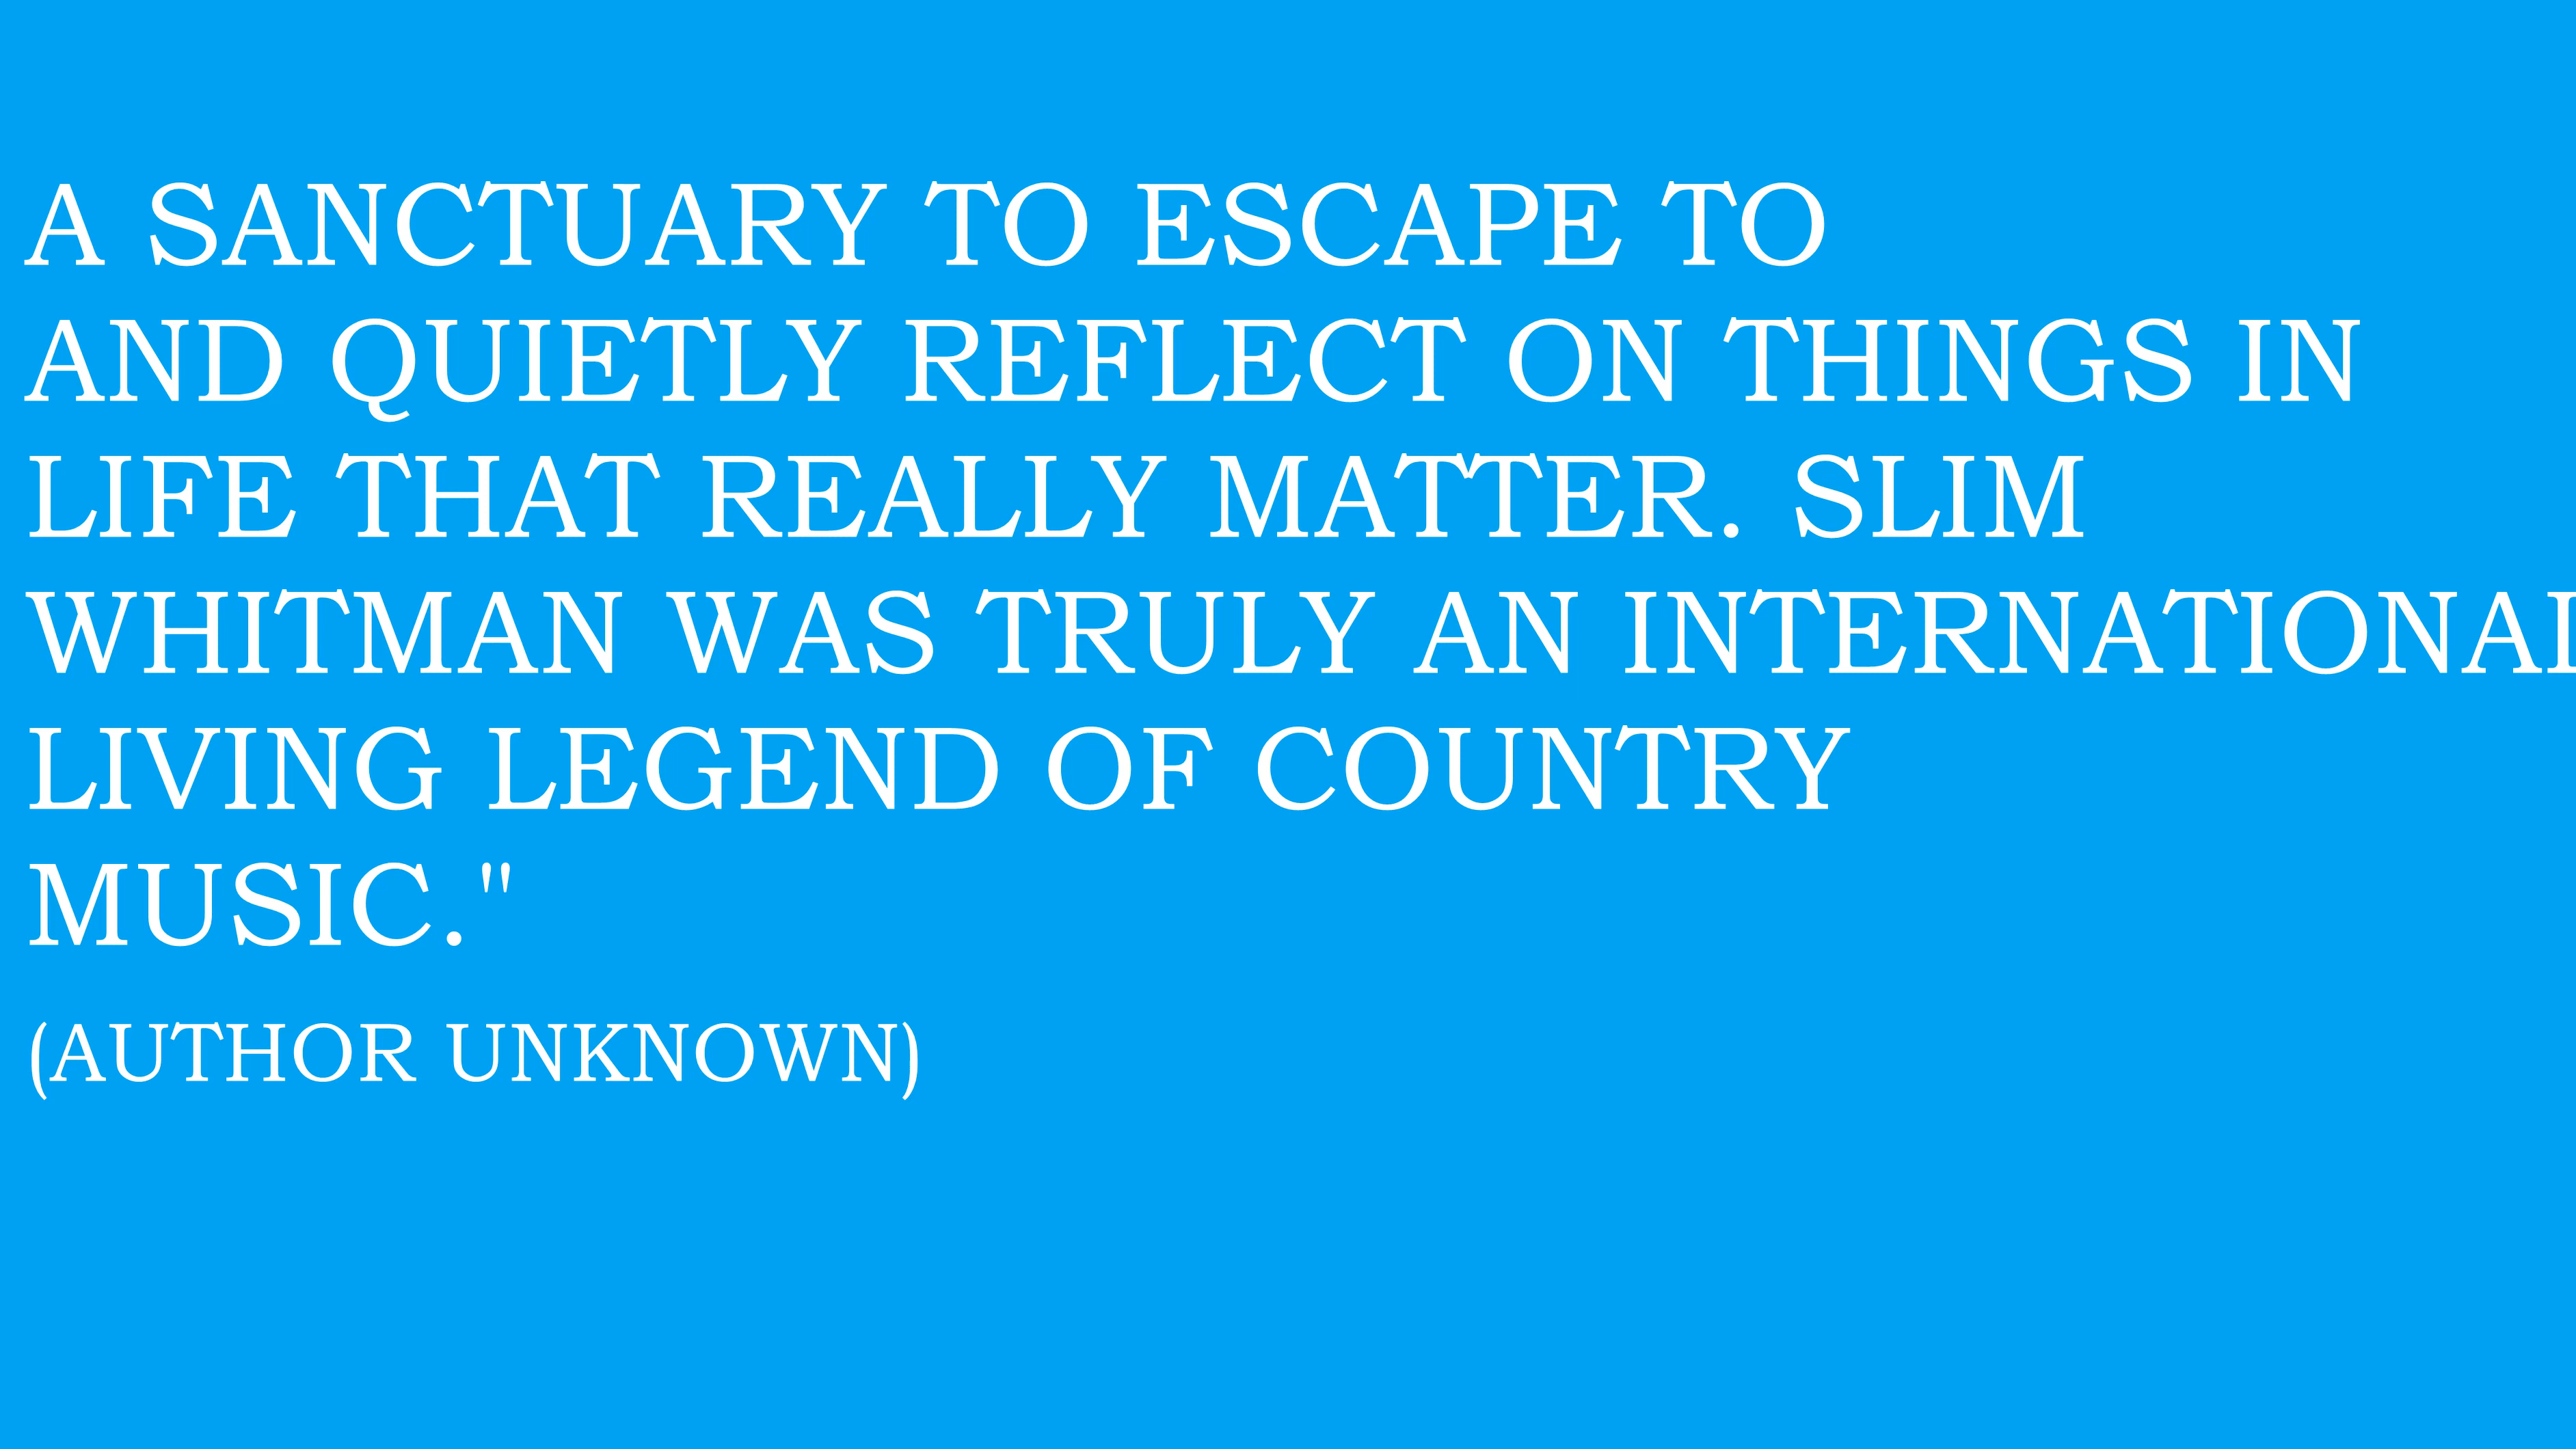 A SANCTUARY TO ESCAPE TO
AND QUIETLY REFLECT ON THINGS IN
LIFE THAT REALLY MATTER. SLIM
WHITMAN WAS TRULY AN INTERNATIONAL
LIVING LEGEND OF COUNTRY
MUSIC."
(AUTHOR UNKNOWN)